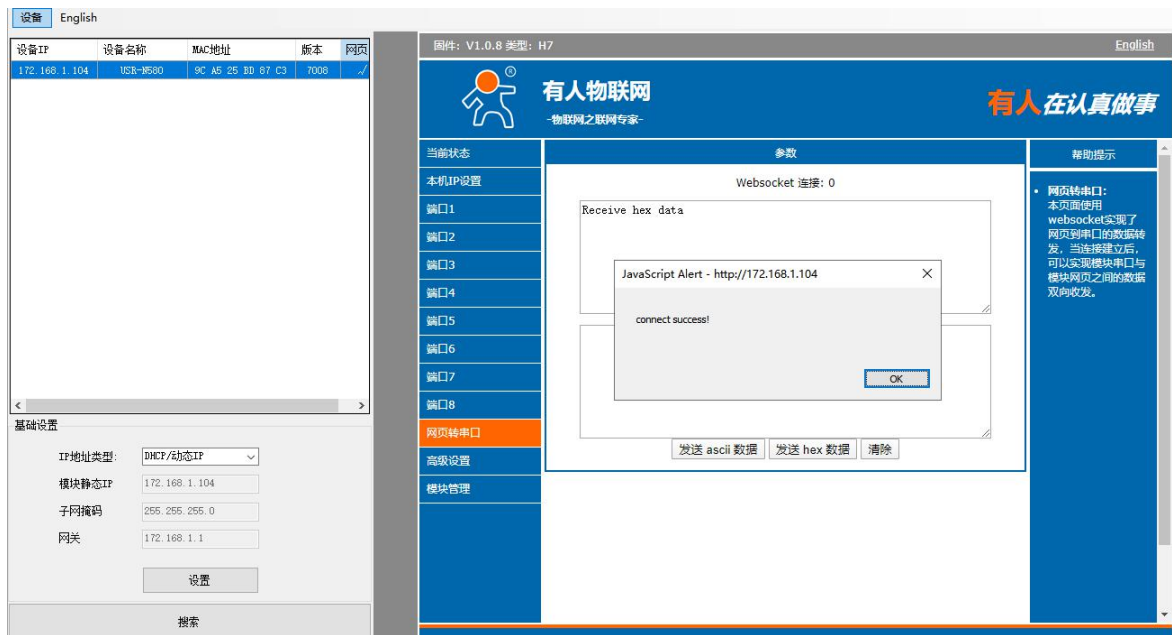 设备 English
设备IP 设备名称 MAC地址 版本 网页
172.168.1.104 USR-N580 9C A5 25 BD 87 C3 7008 √
基础设置
IP地址类型: DHCP/动态IP
模块静态IP 172.168.1.104
子网掩码 255.255.255.0
网关 172.168.1.1
设置
搜索
固件: V1.0.8 类型: H7 English
®
有人物联网
-物联网之联网专家-
有人在认真做事
当前状态
本机IP设置
端口1
端口2
端口3
端口4
端口5
端口6
端口7
端口8
网页转串口
高级设置
模块管理
参数
Websocket 连接: 0
Receive hex data
JavaScript Alert - http://172.168.1.104
connect success!
OK
发送 ascii 数据 发送 hex 数据 清除
帮助提示
• 网页转串口:
本页面使用
websocket实现了
网页到串口的数据转
发，当连接建立后，
可以实现模块串口与
模块网页之间的数据
双向收发。